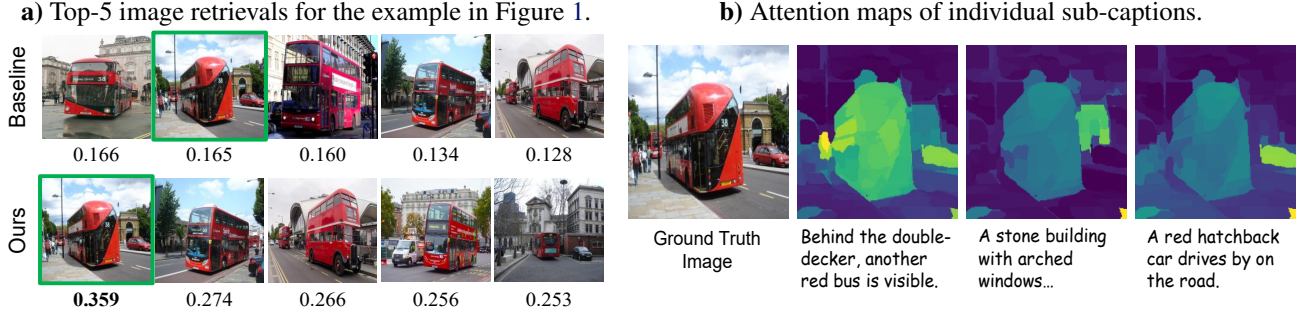 a) Top-5 image retrievals for the example in Figure 1.
Baseline
0.166 0.165 0.160 0.134 0.128
Ours
0.359 0.274 0.266 0.256 0.253
b) Attention maps of individual sub-captions.
38
Ground Truth
Image
Behind the double-
decker, another
red bus is visible.
A stone building
with arched
windows...
A red hatchback
car drives by on
the road.